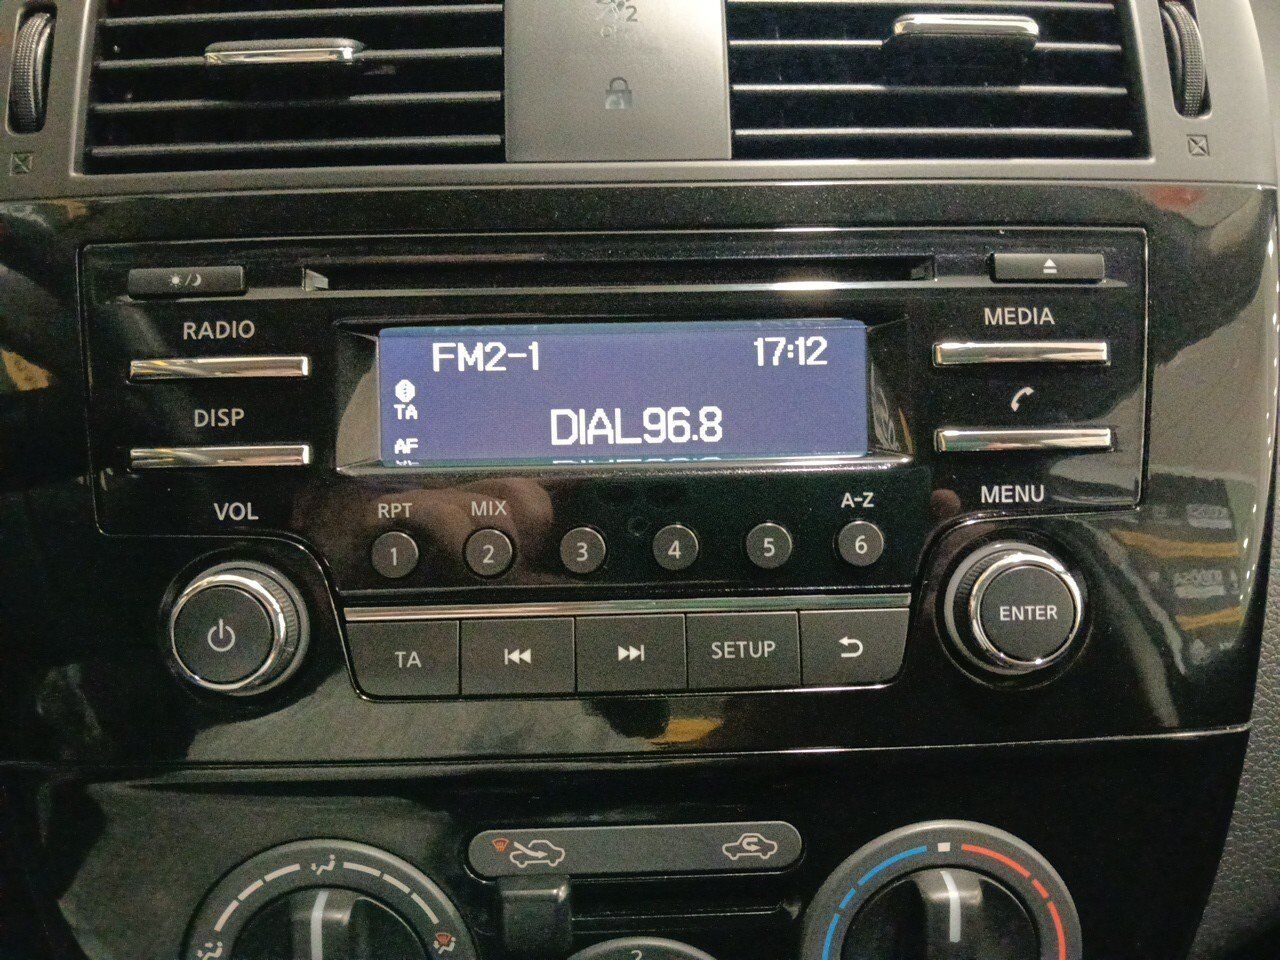 RADIO
MEDIA
FM2-1 17:12
DISP
TA
DIAL96.8
AF
VOL
MENU
RPT MIX A-Z
1 2 3 4 5 6
ENTER
TA SETUP
2